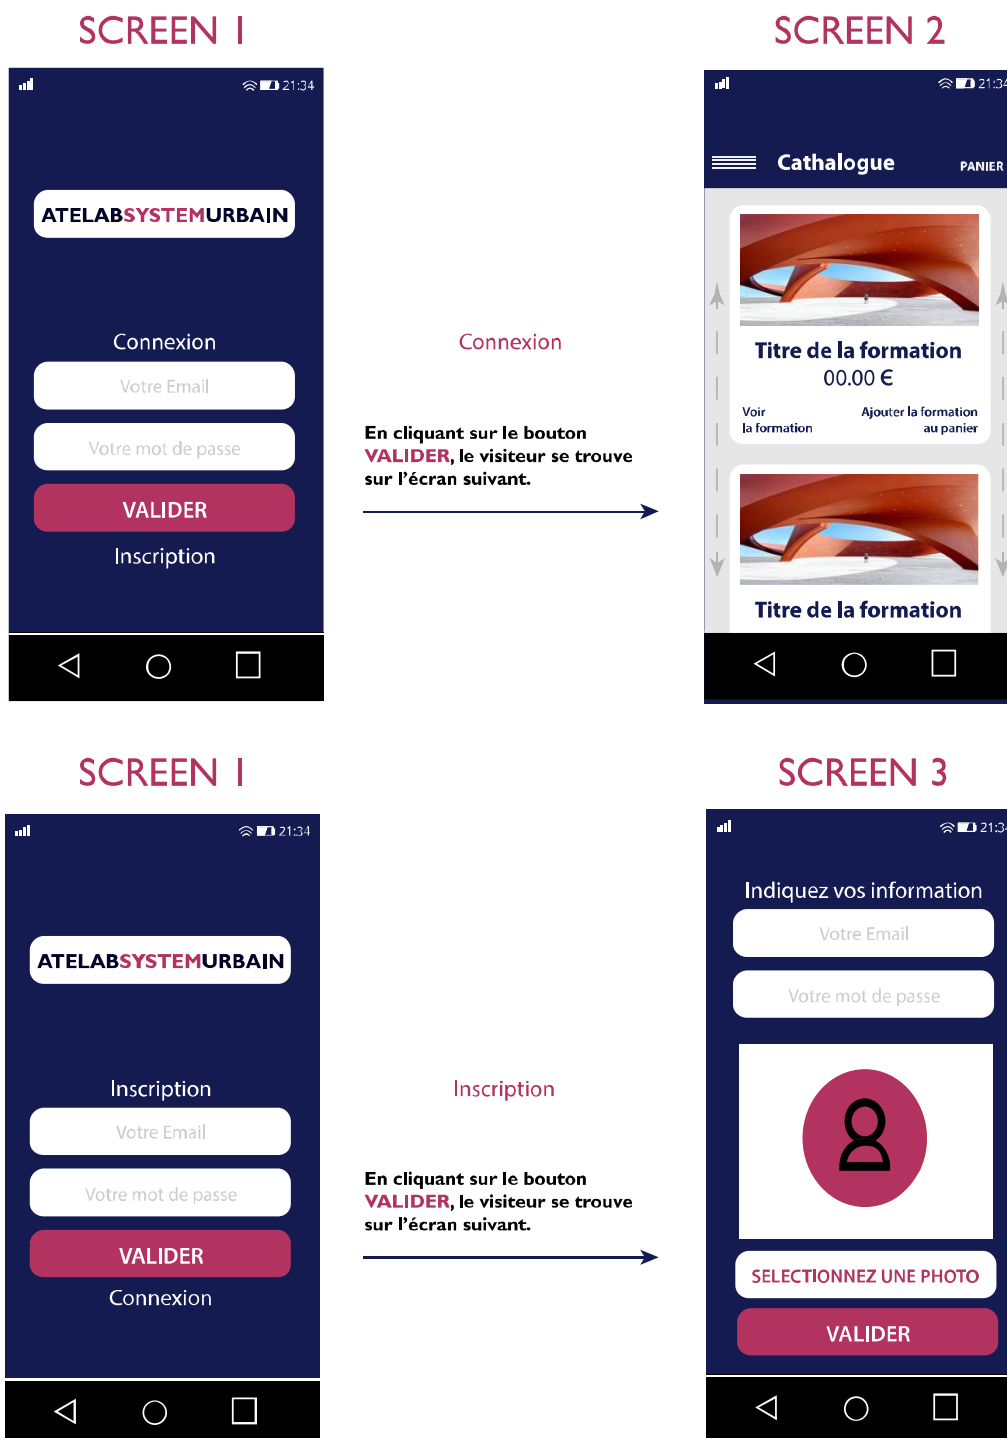 SCREEN 1
SCREEN 2
21:34
21:34
Cathalogue
PANIER
ATELABSYSTEMURBAIN
Connexion
Votre Email
Votre mot de passe
VALIDER
Inscription
Connexion
En cliquant sur le bouton
VALIDER, le visiteur se trouve
sur l'écran suivant.
Titre de la formation
00.00 €
Voir
la formation
Ajouter la formation
au panier
Titre de la formation
SCREEN 1
SCREEN 3
21:34
21:34
ATELABSYSTEMURBAIN
Inscription
Votre Email
Votre mot de passe
VALIDER
Connexion
Inscription
En cliquant sur le bouton
VALIDER, le visiteur se trouve
sur l'écran suivant.
Indiquez vos information
Votre Email
Votre mot de passe
SELECTIONNEZ UNE PHOTO
VALIDER